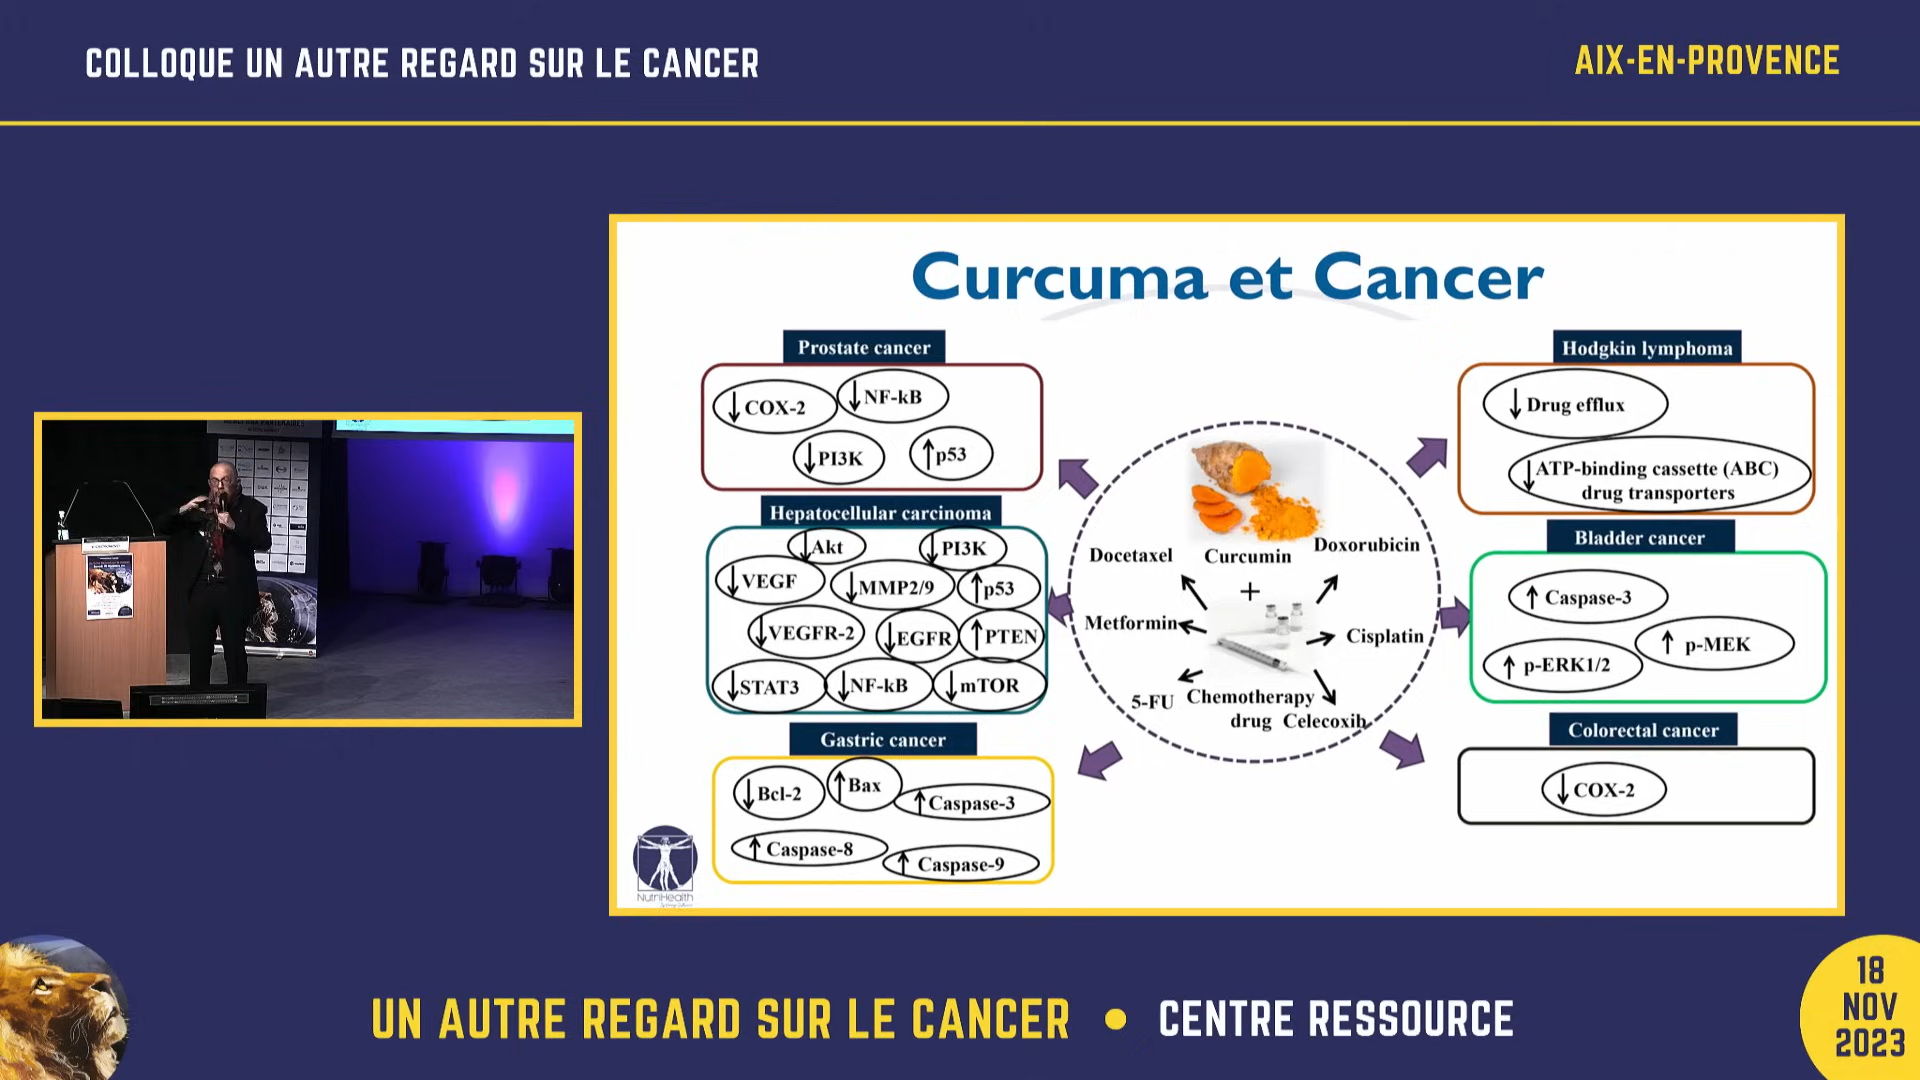 COLLOQUE UN AUTRE REGARD SUR LE CANCER
AIX-EN-PROVENCE
Curcuma et Cancer
Prostate cancer
↓COX-2
↓NF-kB
↓PI3K
↑p53
Hepatocellular carcinoma
↓Akt
↓PI3K
↓VEGF
↓MMP2/9
↑p53
↓VEGFR-2
↓EGFR
↑PTEN
↓STAT3
↓NF-kB
↓mTOR
Gastric cancer
↓Bcl-2
↑Bax
↑Caspase-3
↑Caspase-8
↑Caspase-9
Docetaxel
Curcumin
Doxorubicin
+
Metformin
Cisplatin
5-FU
Chemotherapy
drug
Celecoxib
Hodgkin lymphoma
↓Drug efflux
↓ATP-binding cassette (ABC)
drug transporters
Bladder cancer
↑ Caspase-3
↑ p-MEK
↑ p-ERK1/2
Colorectal cancer
↓COX-2
NutriHealth
UN AUTRE REGARD SUR LE CANCER • CENTRE RESSOURCE
18
NOV
2023